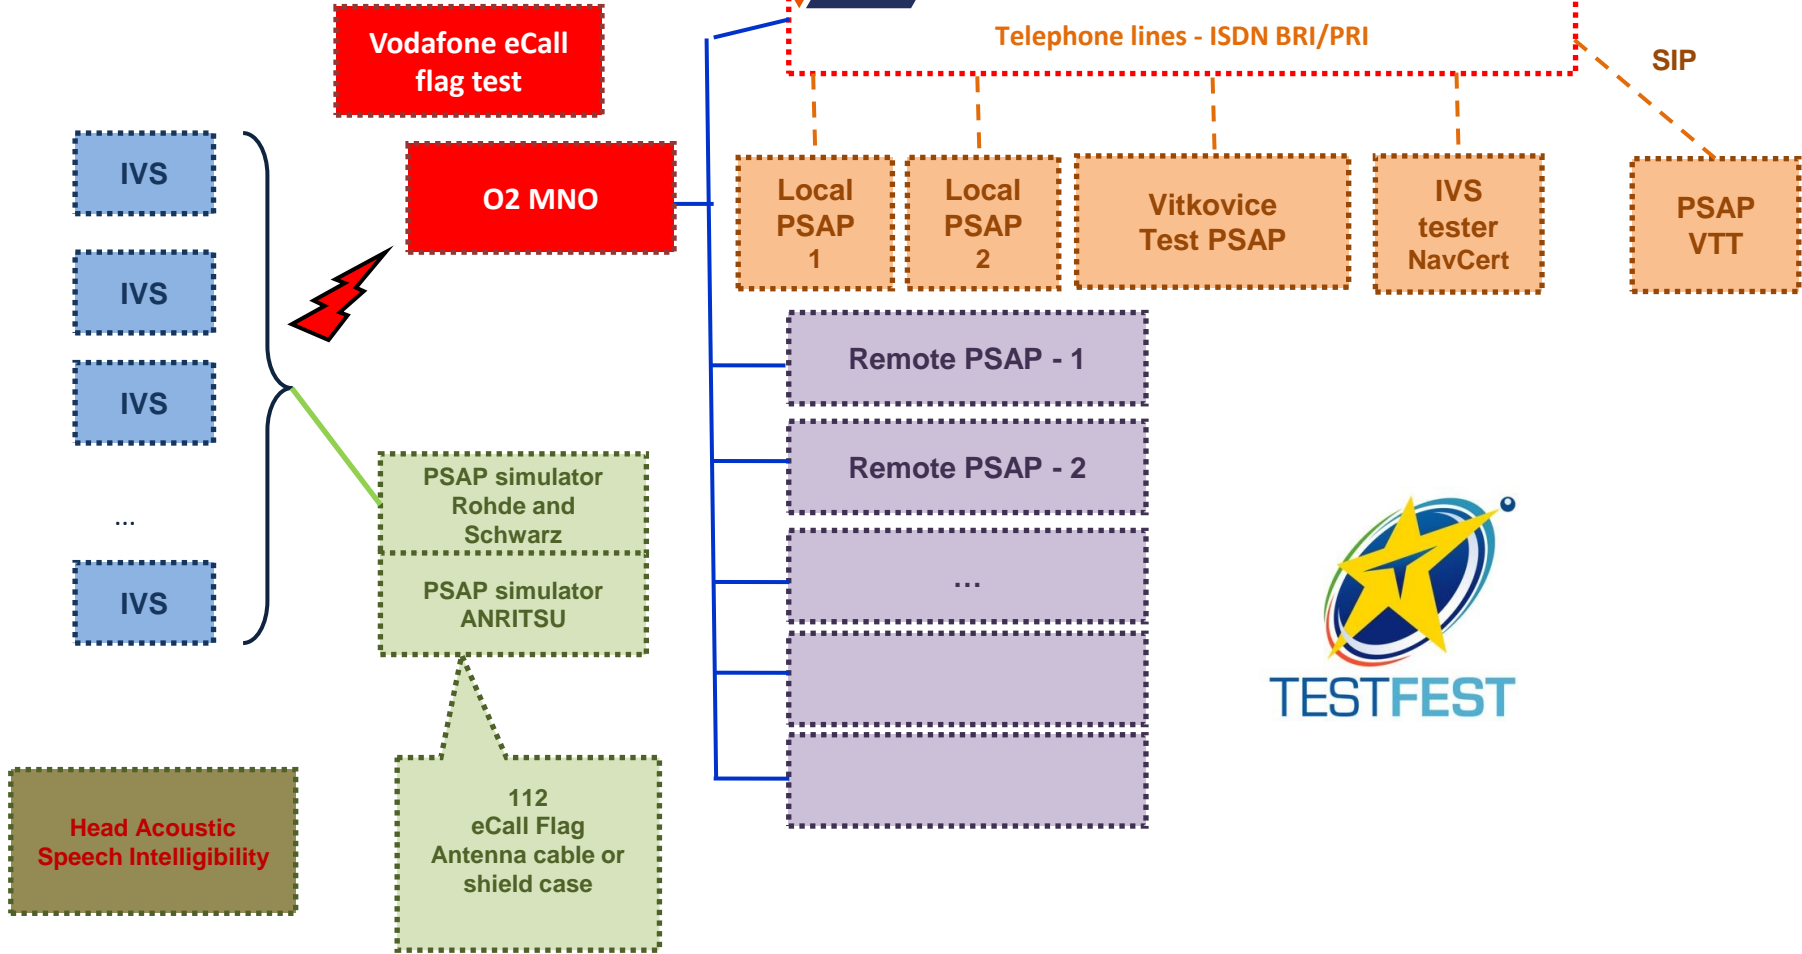 Vodafone eCall
flag test
Telephone lines - ISDN BRI/PRI
SIP
IVS
IVS
IVS
...
IVS
O2 MNO
Local
PSAP
1
Local
PSAP
2
Vitkovice
Test PSAP
IVS
tester
NavCert
PSAP
VTT
Remote PSAP - 1
Remote PSAP - 2
...
PSAP simulator
Rohde and
Schwarz
PSAP simulator
ANRITSU
112
eCall Flag
Antenna cable or
shield case
Head Acoustic
Speech Intelligibility
TESTFEST